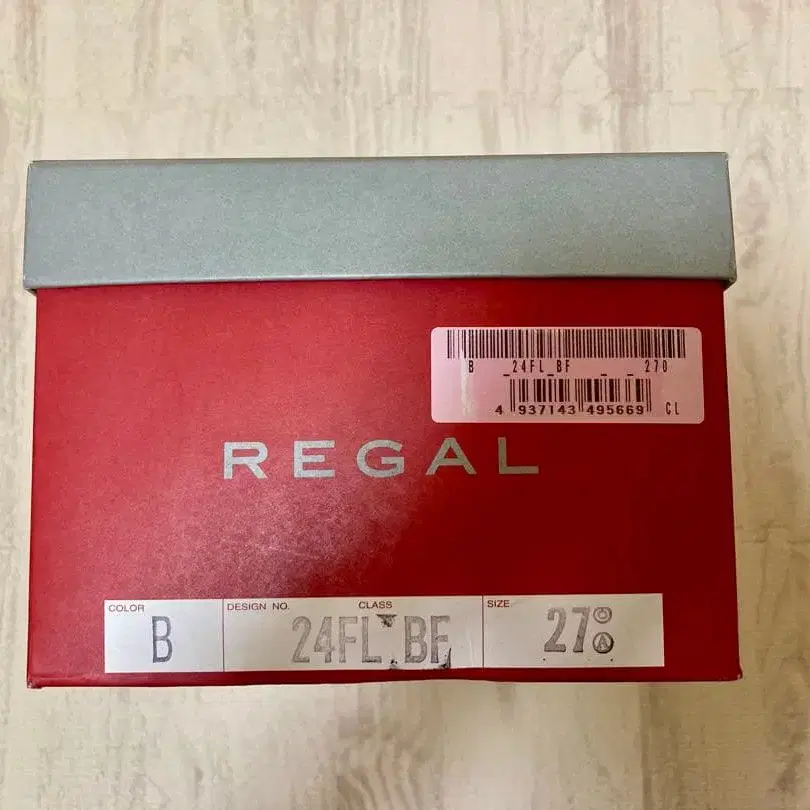 B _24FL_BF _ _ 270
4 937143 495669 CL
REGAL
COLOR DESIGN NO. CLASS SIZE
B 24FL BF 27 A